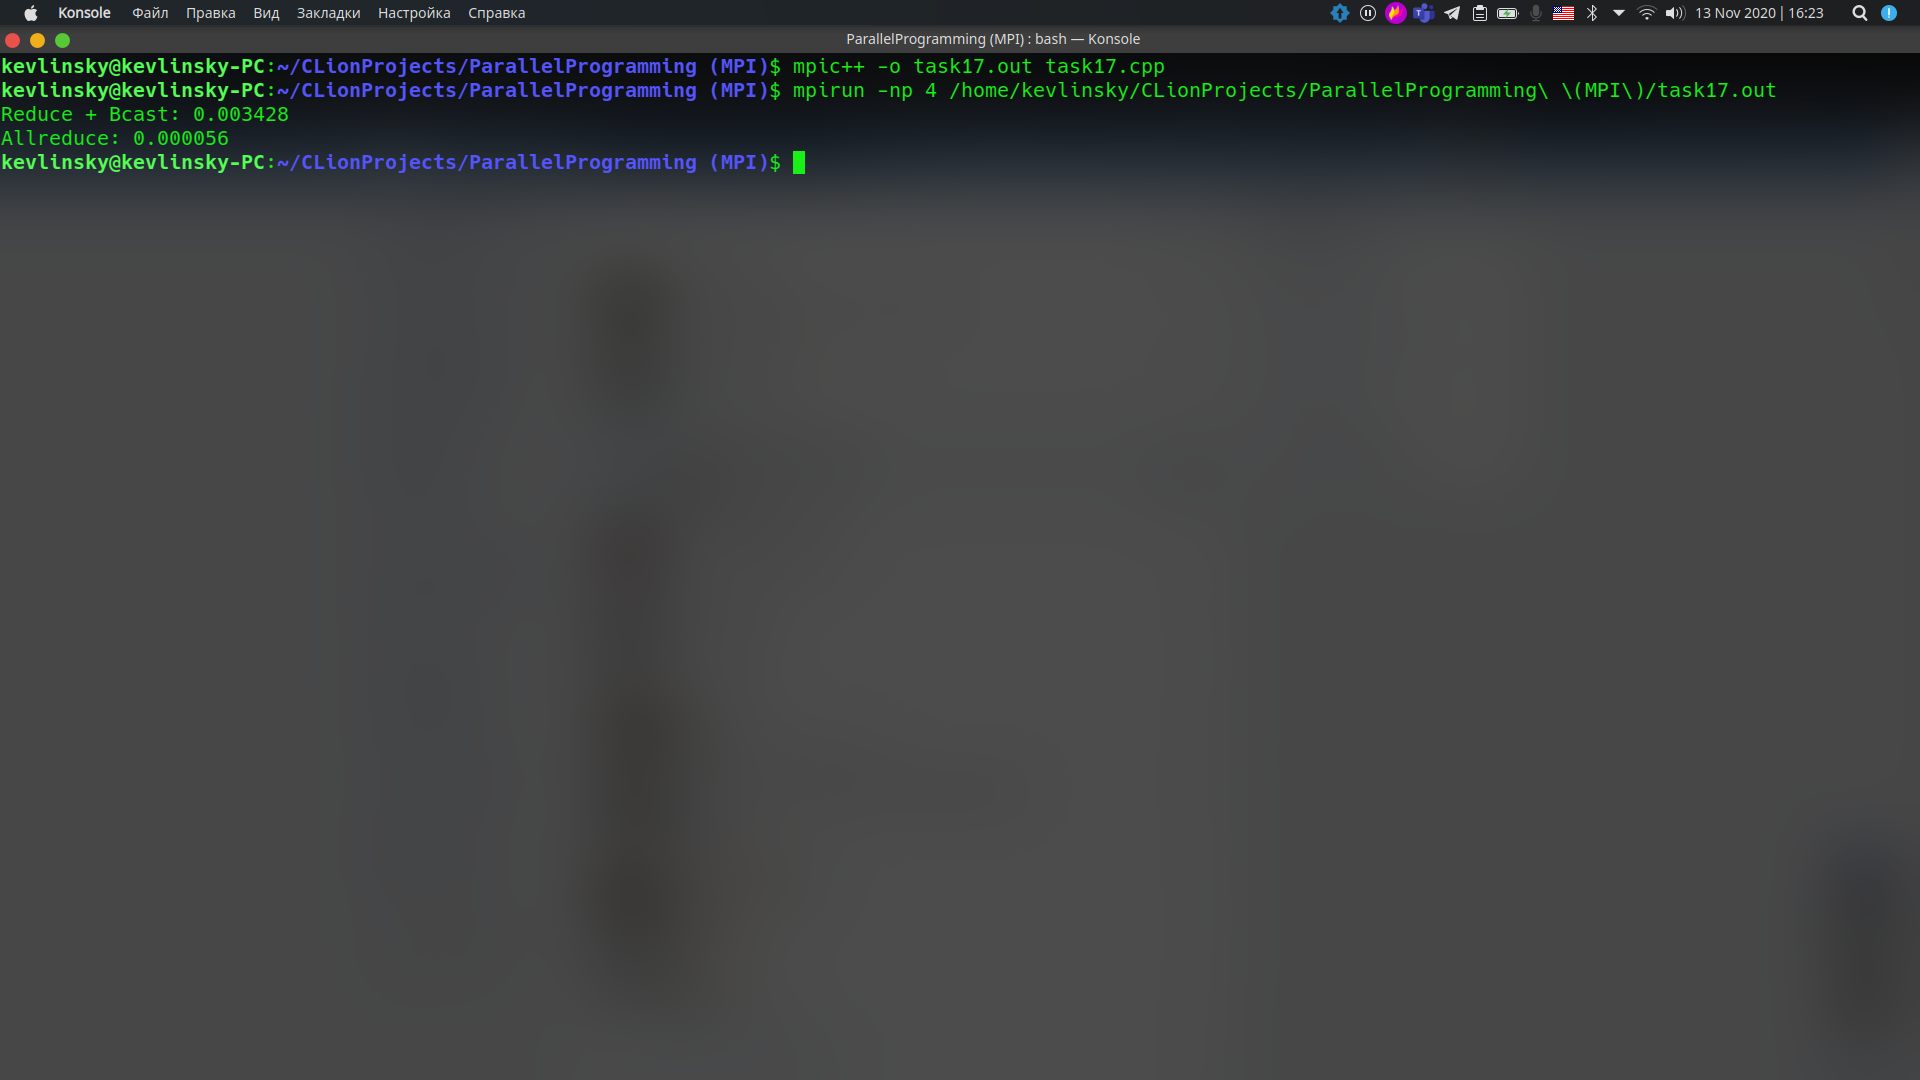 Konsole Файл Правка Вид Закладки Настройка Справка 13 Nov 2020 | 16:23
ParallelProgramming (MPI) : bash — Konsole
kevlinsky@kevlinsky-PC:~/CLionProjects/ParallelProgramming (MPI)$ mpic++ -o task17.out task17.cpp
kevlinsky@kevlinsky-PC:~/CLionProjects/ParallelProgramming (MPI)$ mpirun -np 4 /home/kevlinsky/CLionProjects/ParallelProgramming\ \(MPI\)/task17.out
Reduce + Bcast: 0.003428
Allreduce: 0.000056
kevlinsky@kevlinsky-PC:~/CLionProjects/ParallelProgramming (MPI)$